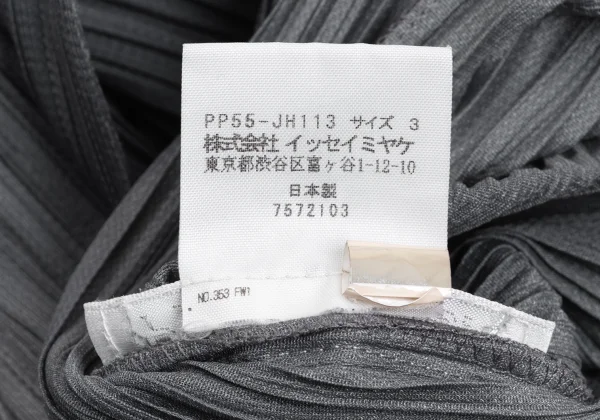 PP55-JH113 サイズ 3
株式会社 イッセイミヤケ
東京都渋谷区富ヶ谷1-12-10
日本製
7572103
NO.353 FW1